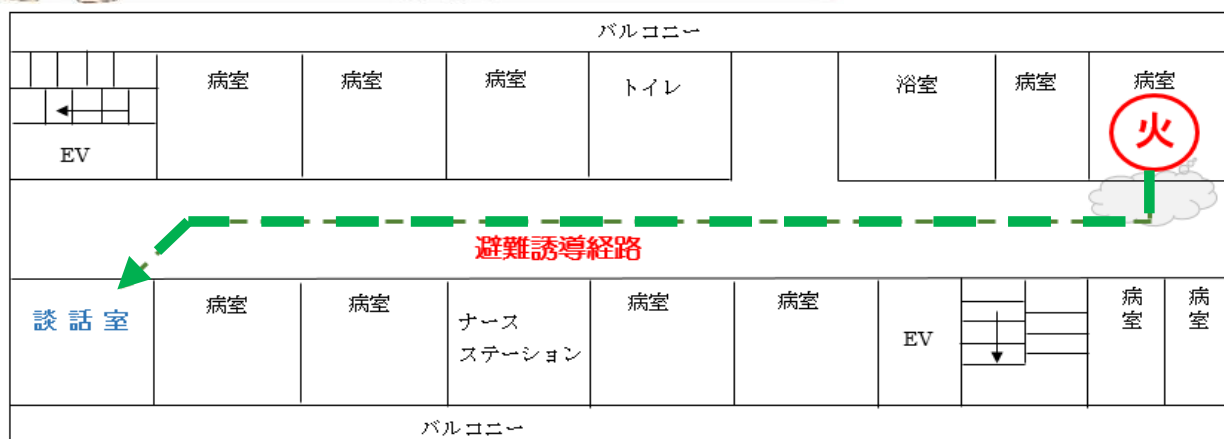 バルコニー
病室
病室
病室
トイレ
浴室
病室
病室
火
EV
避難誘導経路
談話室
病室
病室
ナース
ステーション
病室
病室
EV
病室
病室
バルコニー